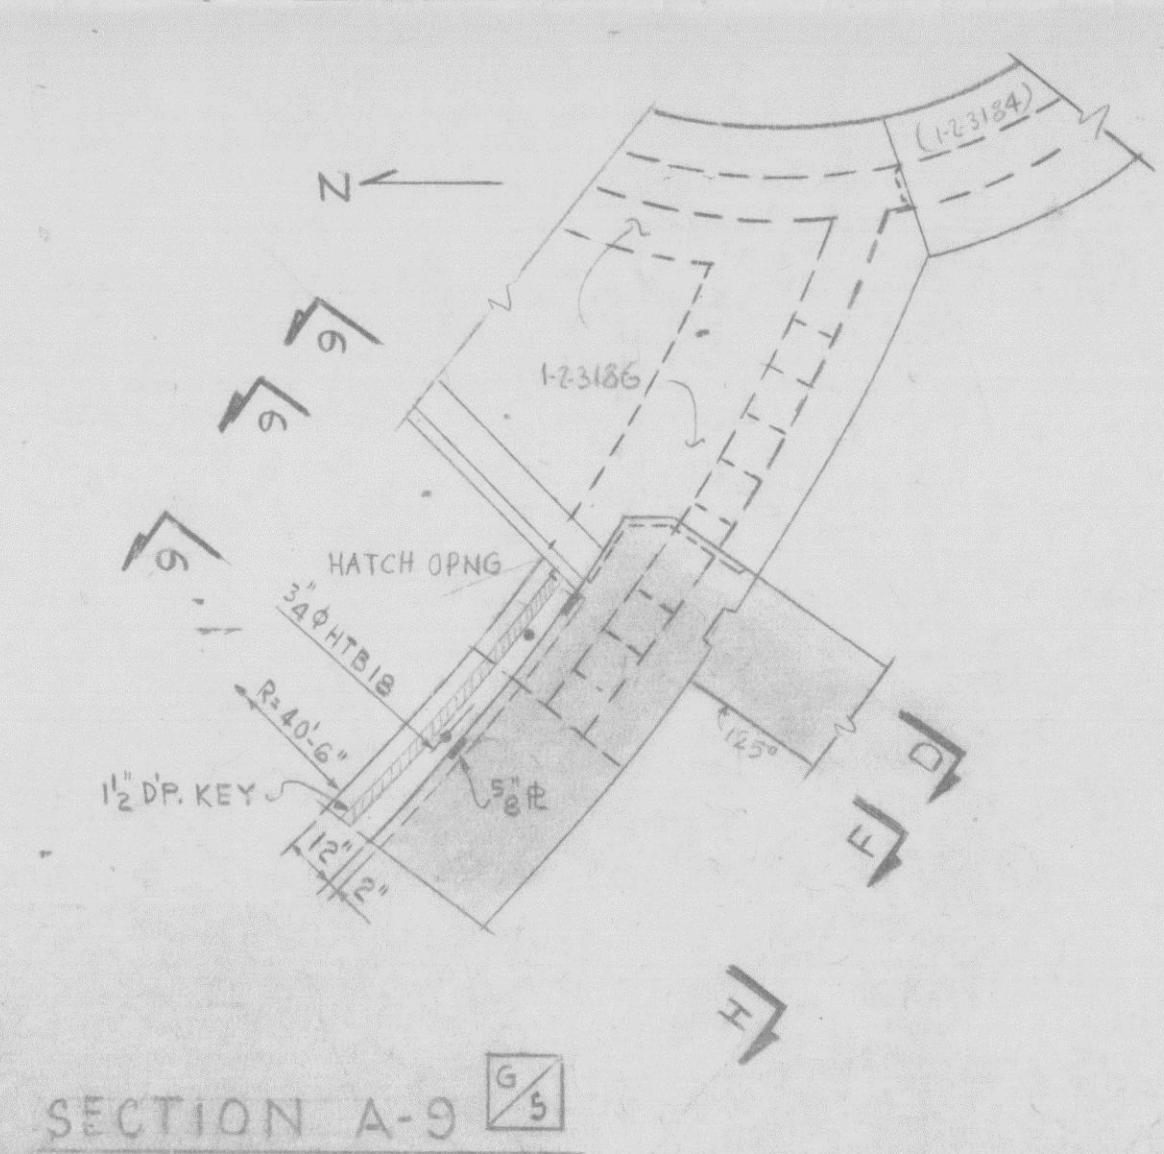 (1-2-3184)
N
9
9
9
1-2-3186
HATCH OPNG
3/4" φ HTB 18
R=40'-6"
1 1/2" D'P. KEY
5/8" ℄
125°
12"
2"
D
F
H
SECTION A-9
G/5